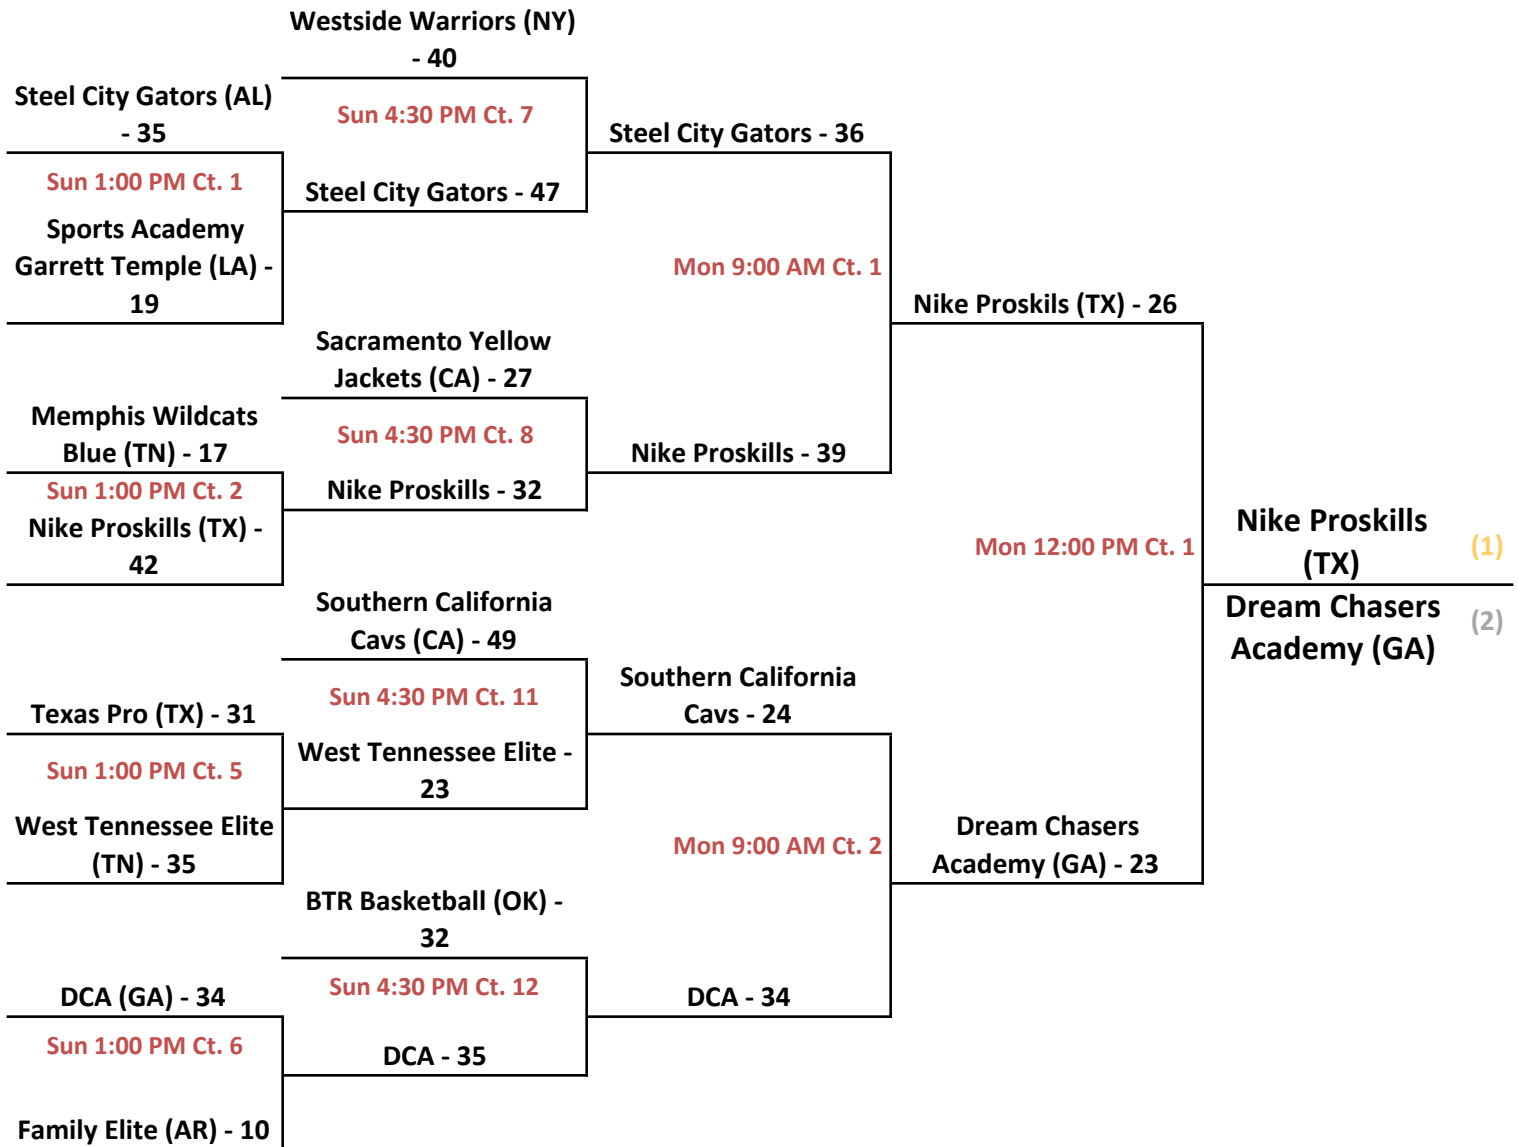 Westside Warriors (NY)
- 40
Steel City Gators (AL)
- 35
Sun 4:30 PM Ct. 7
Steel City Gators - 36
Sun 1:00 PM Ct. 1
Steel City Gators - 47
Sports Academy
Garrett Temple (LA) -
19
Mon 9:00 AM Ct. 1
Nike Proskils (TX) - 26
Sacramento Yellow
Jackets (CA) - 27
Memphis Wildcats
Blue (TN) - 17
Sun 4:30 PM Ct. 8
Nike Proskills - 39
Sun 1:00 PM Ct. 2
Nike Proskills - 32
Nike Proskills (TX) -
42
Mon 12:00 PM Ct. 1
Nike Proskills
(TX)
(1)
Dream Chasers
Academy (GA)
(2)
Southern California
Cavs (CA) - 49
Southern California
Cavs - 24
Texas Pro (TX) - 31
Sun 4:30 PM Ct. 11
Sun 1:00 PM Ct. 5
West Tennessee Elite -
23
West Tennessee Elite
(TN) - 35
Mon 9:00 AM Ct. 2
Dream Chasers
Academy (GA) - 23
BTR Basketball (OK) -
32
DCA (GA) - 34
Sun 4:30 PM Ct. 12
DCA - 34
Sun 1:00 PM Ct. 6
DCA - 35
Family Elite (AR) - 10